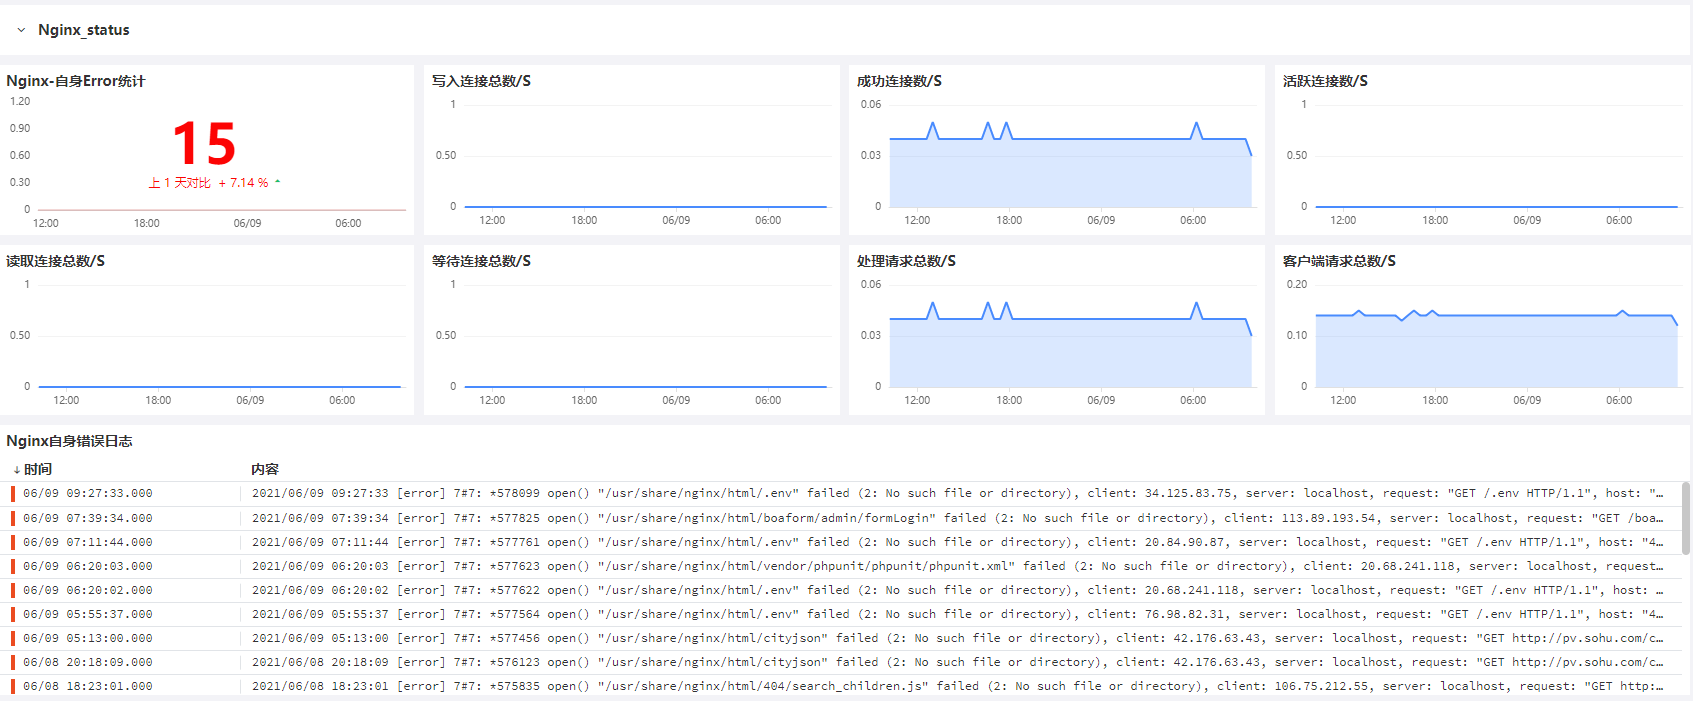 Nginx_status
Nginx-自身Error统计
1.20
0.90
0.60
0.30
0
15
上 1 天对比 + 7.14 %
12:00 18:00 06/09 06:00
写入连接总数/S
1
0.50
0
12:00 18:00 06/09 06:00
成功连接数/S
0.06
0.03
0
12:00 18:00 06/09 06:00
活跃连接数/S
1
0.50
0
12:00 18:00 06/09 06:00
读取连接总数/S
1
0.50
0
12:00 18:00 06/09 06:00
等待连接总数/S
1
0.50
0
12:00 18:00 06/09 06:00
处理请求总数/S
0.06
0.03
0
12:00 18:00 06/09 06:00
客户端请求总数/S
0.20
0.10
0
12:00 18:00 06/09 06:00
Nginx自身错误日志
↓ 时间 内容
06/09 09:27:33.000 2021/06/09 09:27:33 [error] 7#7: *578099 open() "/usr/share/nginx/html/.env" failed (2: No such file or directory), client: 34.125.83.75, server: localhost, request: "GET /.env HTTP/1.1", host: "…
06/09 07:39:34.000 2021/06/09 07:39:34 [error] 7#7: *577825 open() "/usr/share/nginx/html/boaform/admin/formLogin" failed (2: No such file or directory), client: 113.89.193.54, server: localhost, request: "GET /boa…
06/09 07:11:44.000 2021/06/09 07:11:44 [error] 7#7: *577761 open() "/usr/share/nginx/html/.env" failed (2: No such file or directory), client: 20.84.90.87, server: localhost, request: "GET /.env HTTP/1.1", host: "4…
06/09 06:20:03.000 2021/06/09 06:20:03 [error] 7#7: *577623 open() "/usr/share/nginx/html/vendor/phpunit/phpunit/phpunit.xml" failed (2: No such file or directory), client: 20.68.241.118, server: localhost, request…
06/09 06:20:02.000 2021/06/09 06:20:02 [error] 7#7: *577622 open() "/usr/share/nginx/html/.env" failed (2: No such file or directory), client: 20.68.241.118, server: localhost, request: "GET /.env HTTP/1.1", host: …
06/09 05:55:37.000 2021/06/09 05:55:37 [error] 7#7: *577564 open() "/usr/share/nginx/html/.env" failed (2: No such file or directory), client: 76.98.82.31, server: localhost, request: "GET /.env HTTP/1.1", host: "4…
06/09 05:13:00.000 2021/06/09 05:13:00 [error] 7#7: *577456 open() "/usr/share/nginx/html/cityjson" failed (2: No such file or directory), client: 42.176.63.43, server: localhost, request: "GET http://pv.sohu.com/c…
06/08 20:18:09.000 2021/06/08 20:18:09 [error] 7#7: *576123 open() "/usr/share/nginx/html/cityjson" failed (2: No such file or directory), client: 42.176.63.43, server: localhost, request: "GET http://pv.sohu.com/c…
06/08 18:23:01.000 2021/06/08 18:23:01 [error] 7#7: *575835 open() "/usr/share/nginx/html/404/search_children.js" failed (2: No such file or directory), client: 106.75.212.55, server: localhost, request: "GET http:…